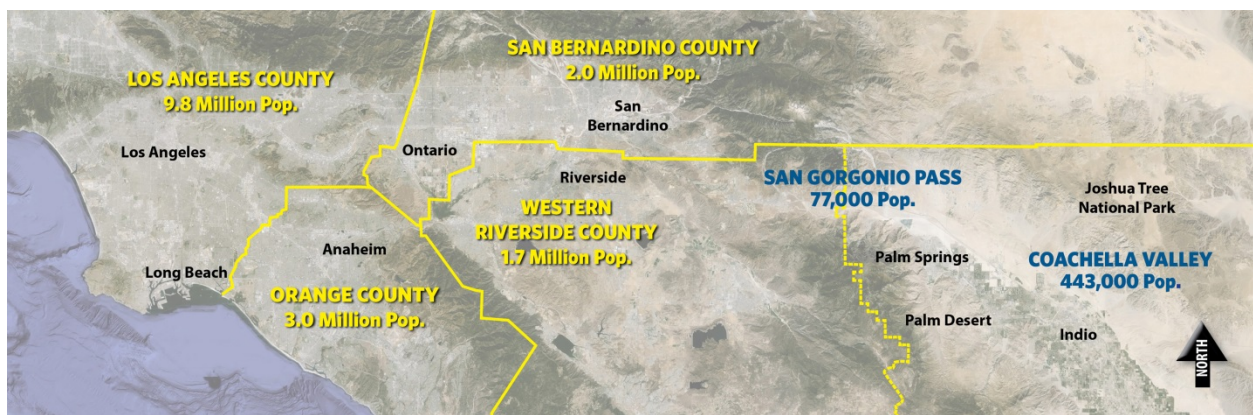 LOS ANGELES COUNTY
9.8 Million Pop.
SAN BERNARDINO COUNTY
2.0 Million Pop.
San
Bernardino
Los Angeles
Ontario
Riverside
SAN GORGONIO PASS
77,000 Pop.
Joshua Tree
National Park
WESTERN
RIVERSIDE COUNTY
1.7 Million Pop.
Anaheim
Long Beach
ORANGE COUNTY
3.0 Million Pop.
Palm Springs
COACHELLA VALLEY
443,000 Pop.
Palm Desert
Indio
NORTH